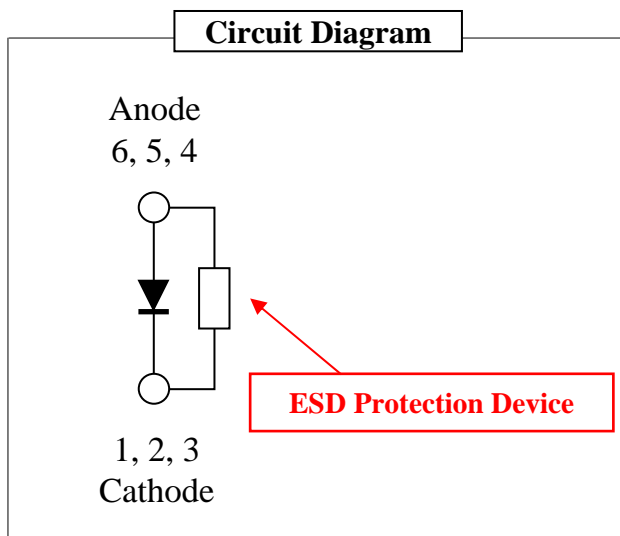 Circuit Diagram
Anode
6, 5, 4
ESD Protection Device
1, 2, 3
Cathode